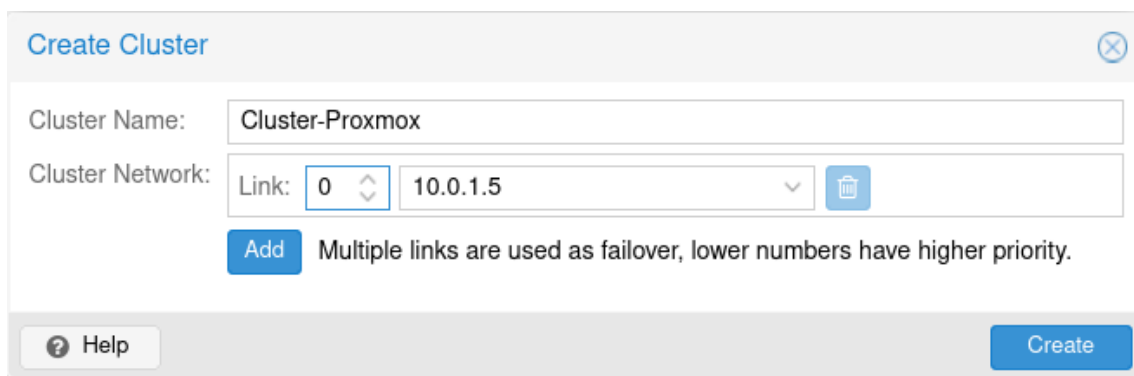 Create Cluster
Cluster Name: Cluster-Proxmox
Cluster Network: Link: 0 10.0.1.5
Add Multiple links are used as failover, lower numbers have higher priority.
Help Create